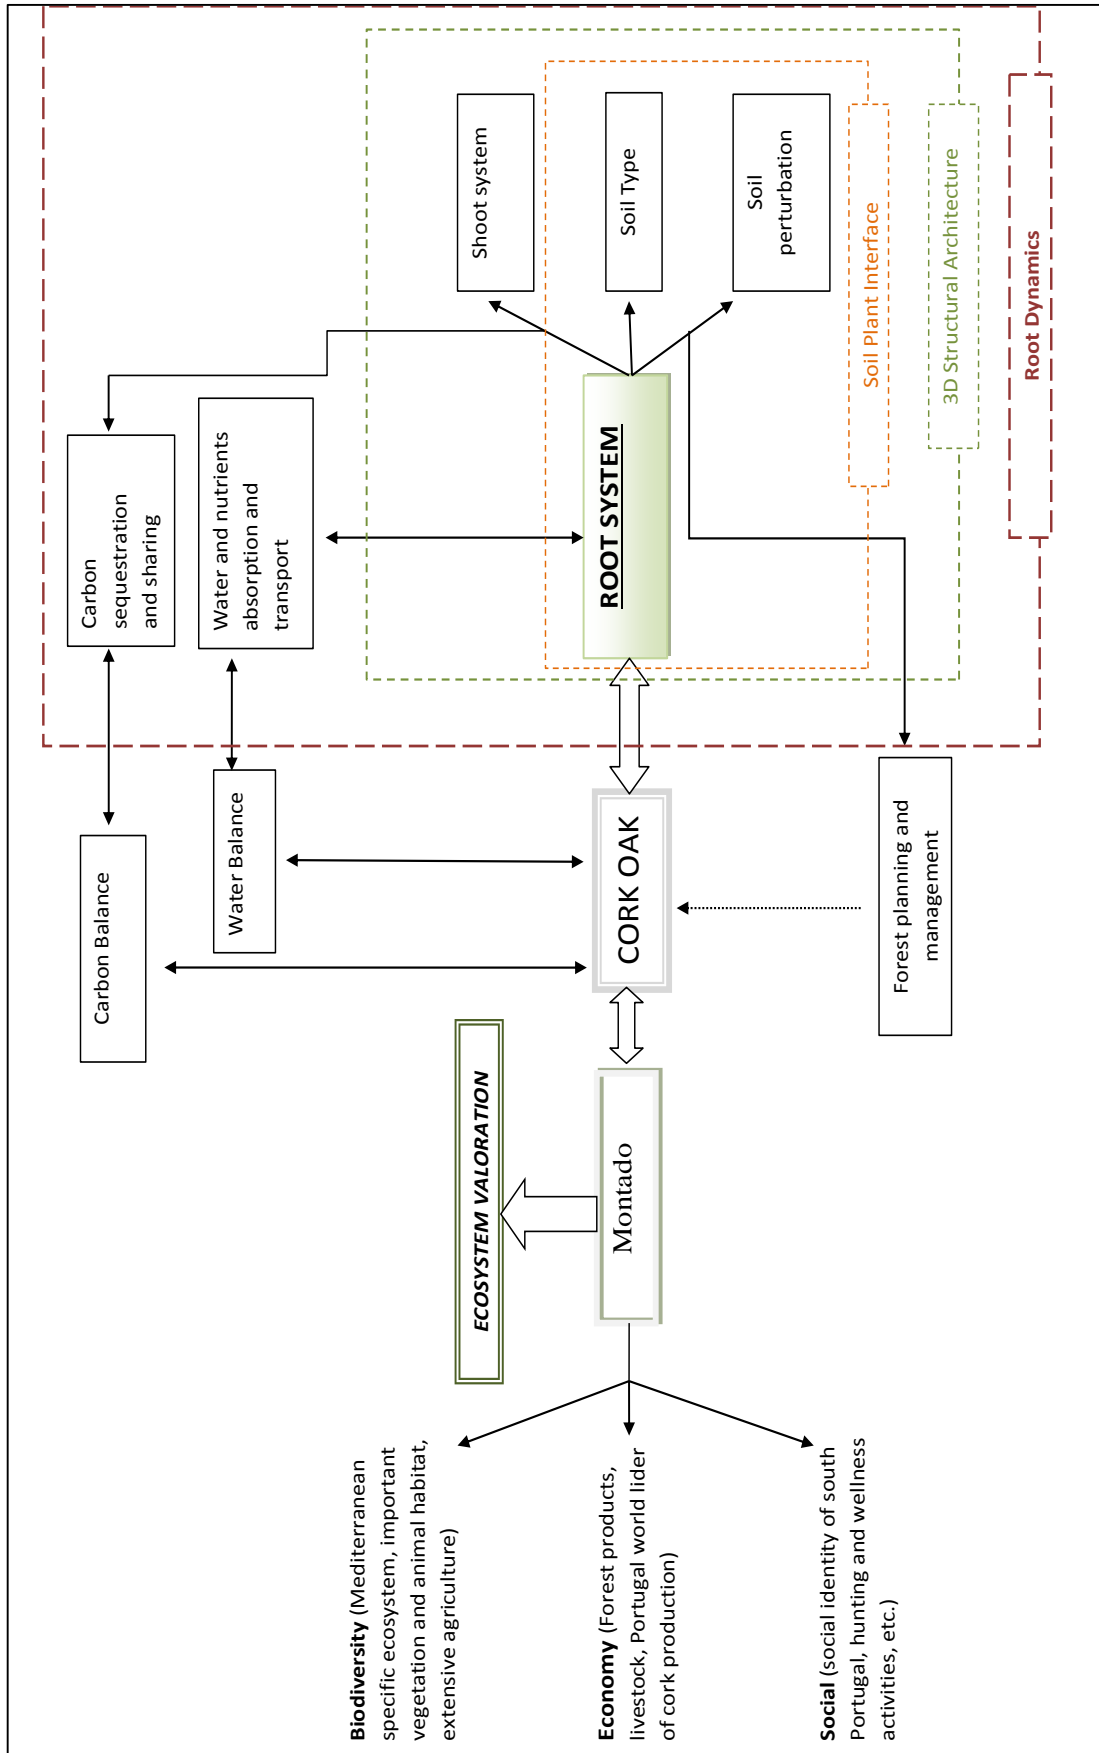 Biodiversity (Mediterranean
specific ecosystem, important
vegetation and animal habitat,
extensive agriculture)
Economy (Forest products,
livestock, Portugal world lider
of cork production)
Social (social identity of south
Portugal, hunting and wellness
activities, etc.)
ECOSYSTEM VALORATION
Montado
Carbon Balance
Water Balance
CORK OAK
Forest planning and
management
Carbon
sequestration
and sharing
Water and nutrients
absorption and
transport
ROOT SYSTEM
Shoot system
Soil Type
Soil
perturbation
Soil Plant Interface
3D Structural Architecture
Root Dynamics